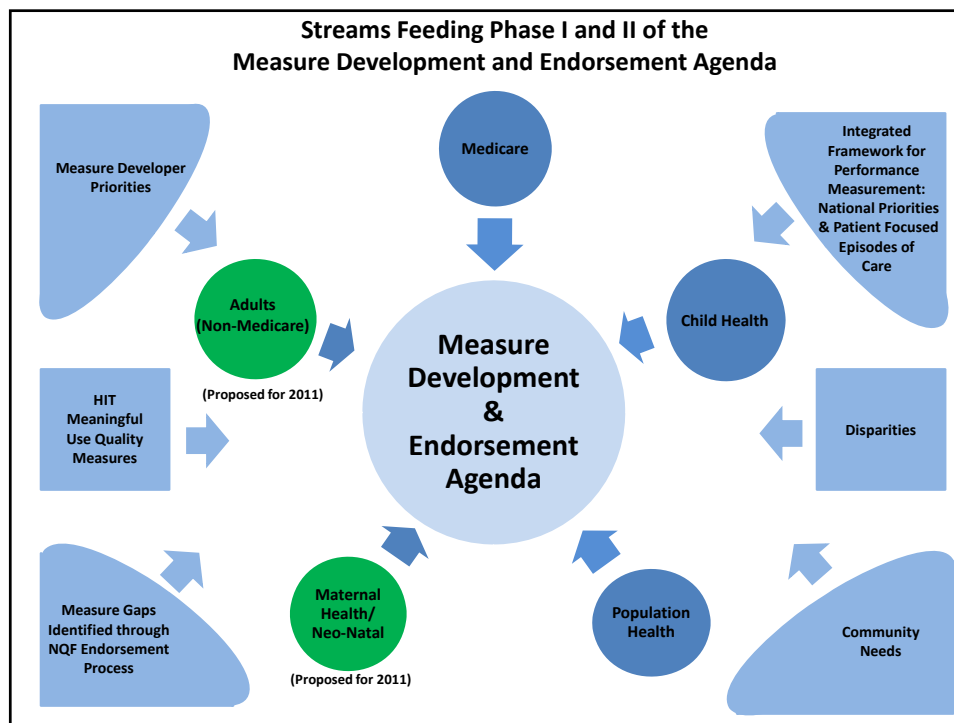 Streams Feeding Phase I and II of the
Measure Development and Endorsement Agenda
Medicare
Measure Developer
Priorities
Integrated
Framework for
Performance
Measurement:
National Priorities
& Patient Focused
Episodes of
Care
Adults
(Non-Medicare)
(Proposed for 2011)
Child Health
Measure
Development
&
Endorsement
Agenda
HIT
Meaningful
Use Quality
Measures
Disparities
Measure Gaps
Identified through
NQF Endorsement
Process
Maternal
Health/
Neo-Natal
(Proposed for 2011)
Population
Health
Community
Needs